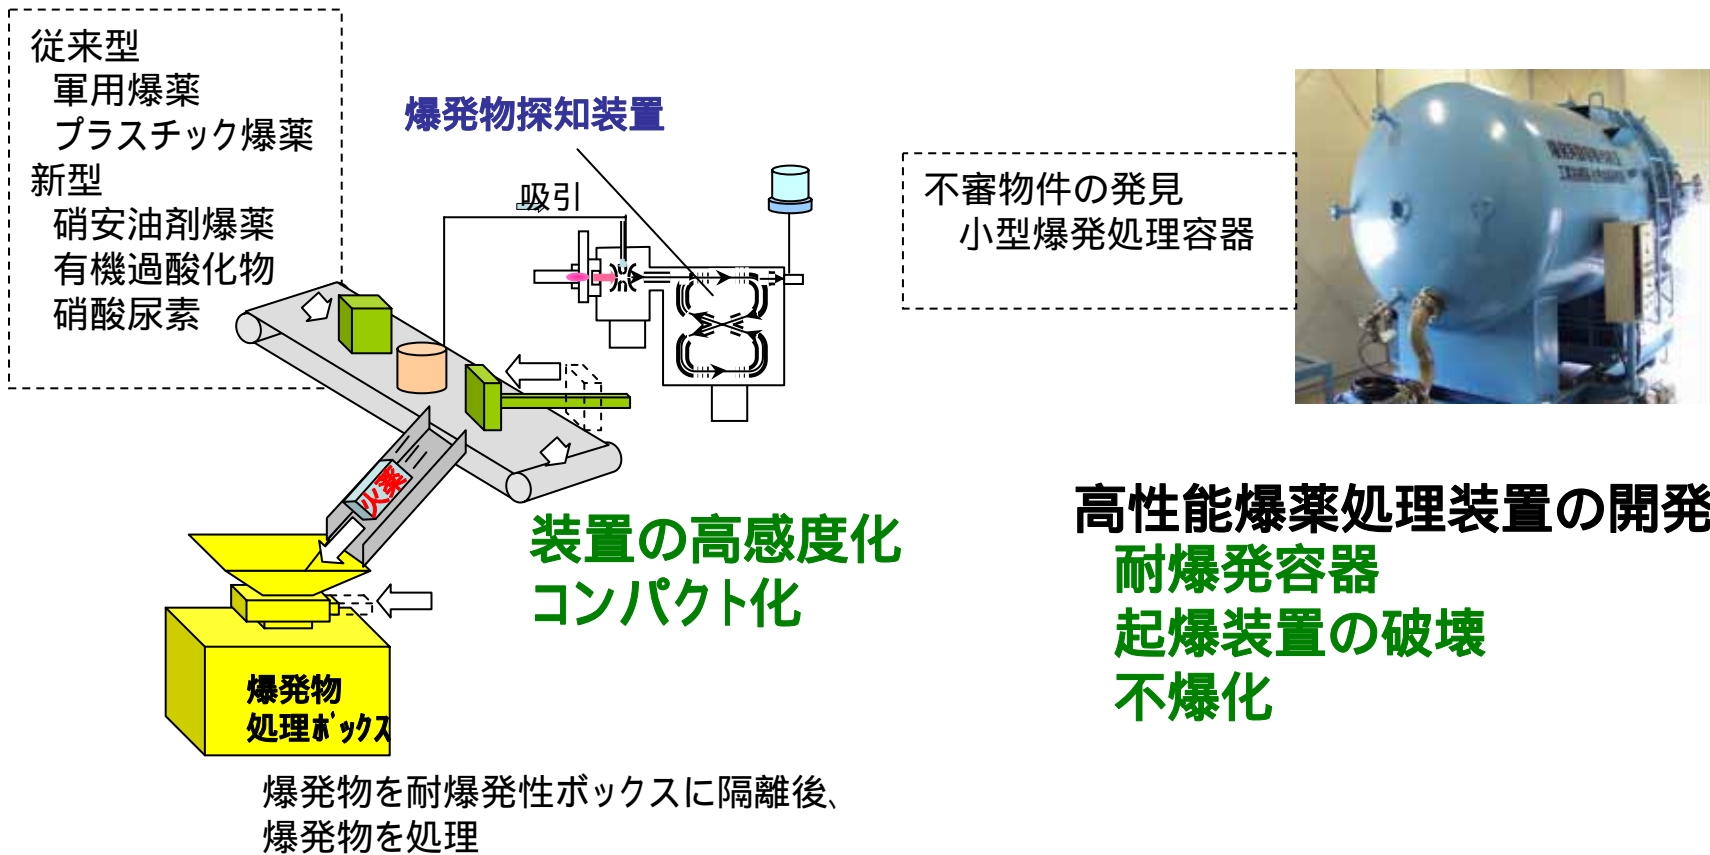 従来型
軍用爆薬
プラスチック爆薬
新型
硝安油剤爆薬
有機過酸化物
硝酸尿素
爆発物探知装置
吸引
火薬
爆発物
処理ﾎﾞｯｸｽ
爆発物を耐爆発性ボックスに隔離後、
爆発物を処理
装置の高感度化
コンパクト化
不審物件の発見
小型爆発処理容器
高性能爆薬処理装置の開発
耐爆発容器
起爆装置の破壊
不爆化